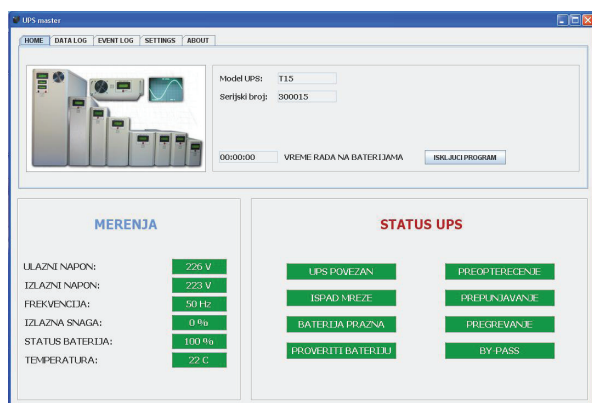 UPS master
HOME DATA LOG EVENT LOG SETTINGS ABOUT
Model UPS: T15
Serijski broj: 300015
00:00:00 VREME RADA NA BATERIJAMA ISKLJUCI PROGRAM
MERENJA
ULAZNI NAPON: 226 V
IZLAZNI NAPON: 223 V
FREKVENCIJA: 50 Hz
IZLAZNA SNAGA: 0 %
STATUS BATERIJA: 100 %
TEMPERATURA: 22 C
STATUS UPS
UPS POVEZAN PREOPTERECENJE
ISPAD MREZE PREPUNJAVANJE
BATERIJA PRAZNA PREGREVANJE
PROVERITI BATERIJU BY-PASS